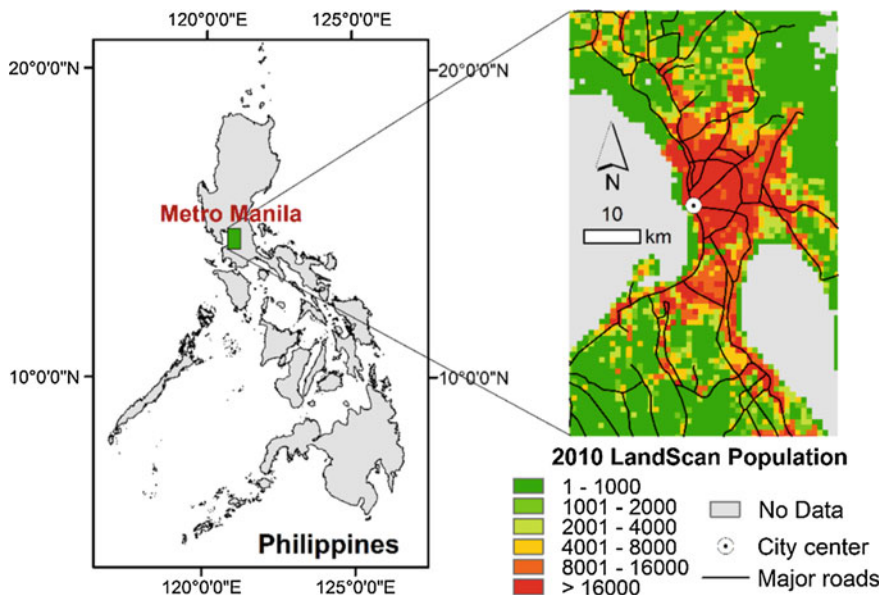 120°0'0"E 125°0'0"E
20°0'0"N
20°0'0"N
Metro Manila
10°0'0"N
10°0'0"N
Philippines
120°0'0"E 125°0'0"E
N
10
km
2010 LandScan Population
1 - 1000
1001 - 2000
2001 - 4000
4001 - 8000
8001 - 16000
> 16000
No Data
City center
Major roads